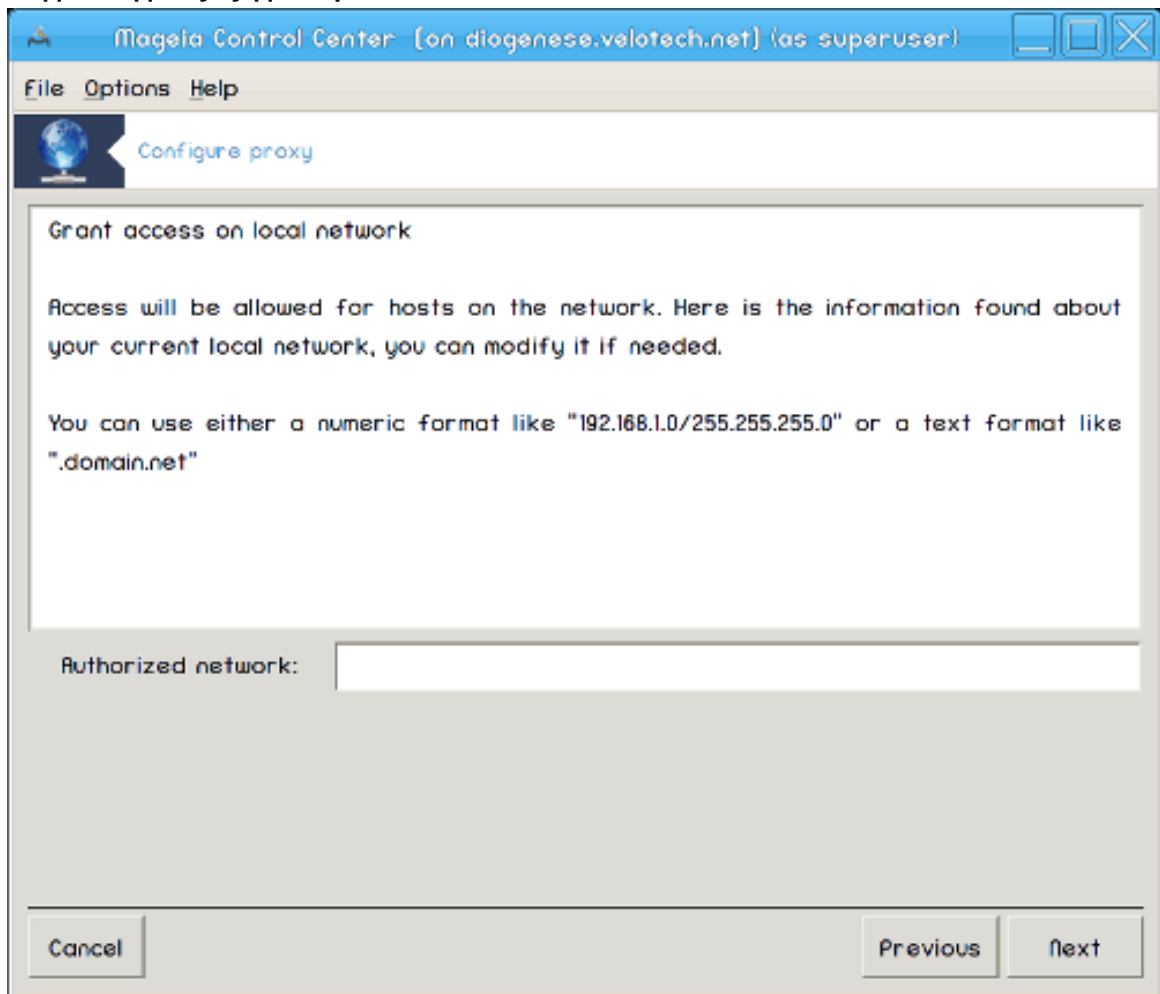 Mageia Control Center [on diogenese.velotech.net] (as superuser)
File Options Help
Configure proxy
Grant access on local network
Access will be allowed for hosts on the network. Here is the information found about
your current local network, you can modify it if needed.
You can use either a numeric format like "192.168.1.0/255.255.255.0" or a text format like
".domain.net"
Authorized network:
Cancel Previous Next